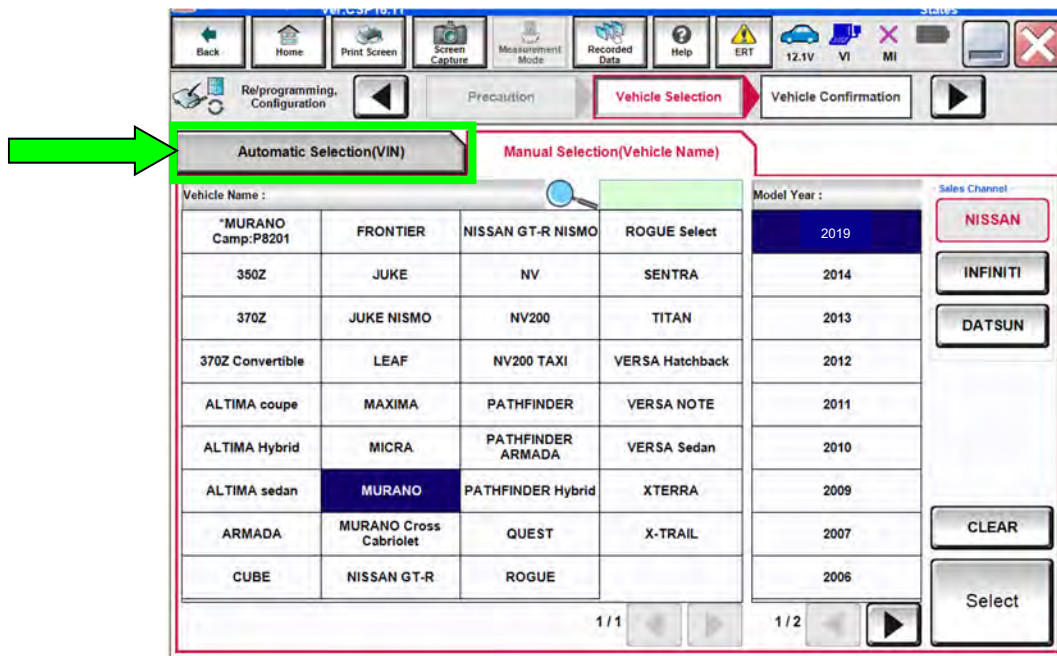 Ver.CSP16.11
States
Back
Home
Print Screen
Screen
Capture
Measurement
Mode
Recorded
Data
Help
ERT
12.1V
VI
MI
Re/programming,
Configuration
Precaution
Vehicle Selection
Vehicle Confirmation
Automatic Selection(VIN)
Manual Selection(Vehicle Name)
Vehicle Name :
Model Year :
Sales Channel
*MURANO
Camp:P8201
FRONTIER
NISSAN GT-R NISMO
ROGUE Select
2019
NISSAN
350Z
JUKE
NV
SENTRA
2014
INFINITI
370Z
JUKE NISMO
NV200
TITAN
2013
DATSUN
370Z Convertible
LEAF
NV200 TAXI
VERSA Hatchback
2012
ALTIMA coupe
MAXIMA
PATHFINDER
VERSA NOTE
2011
ALTIMA Hybrid
MICRA
PATHFINDER
ARMADA
VERSA Sedan
2010
ALTIMA sedan
MURANO
PATHFINDER Hybrid
XTERRA
2009
ARMADA
MURANO Cross
Cabriolet
QUEST
X-TRAIL
2007
CLEAR
CUBE
NISSAN GT-R
ROGUE
2006
Select
1/1
1/2